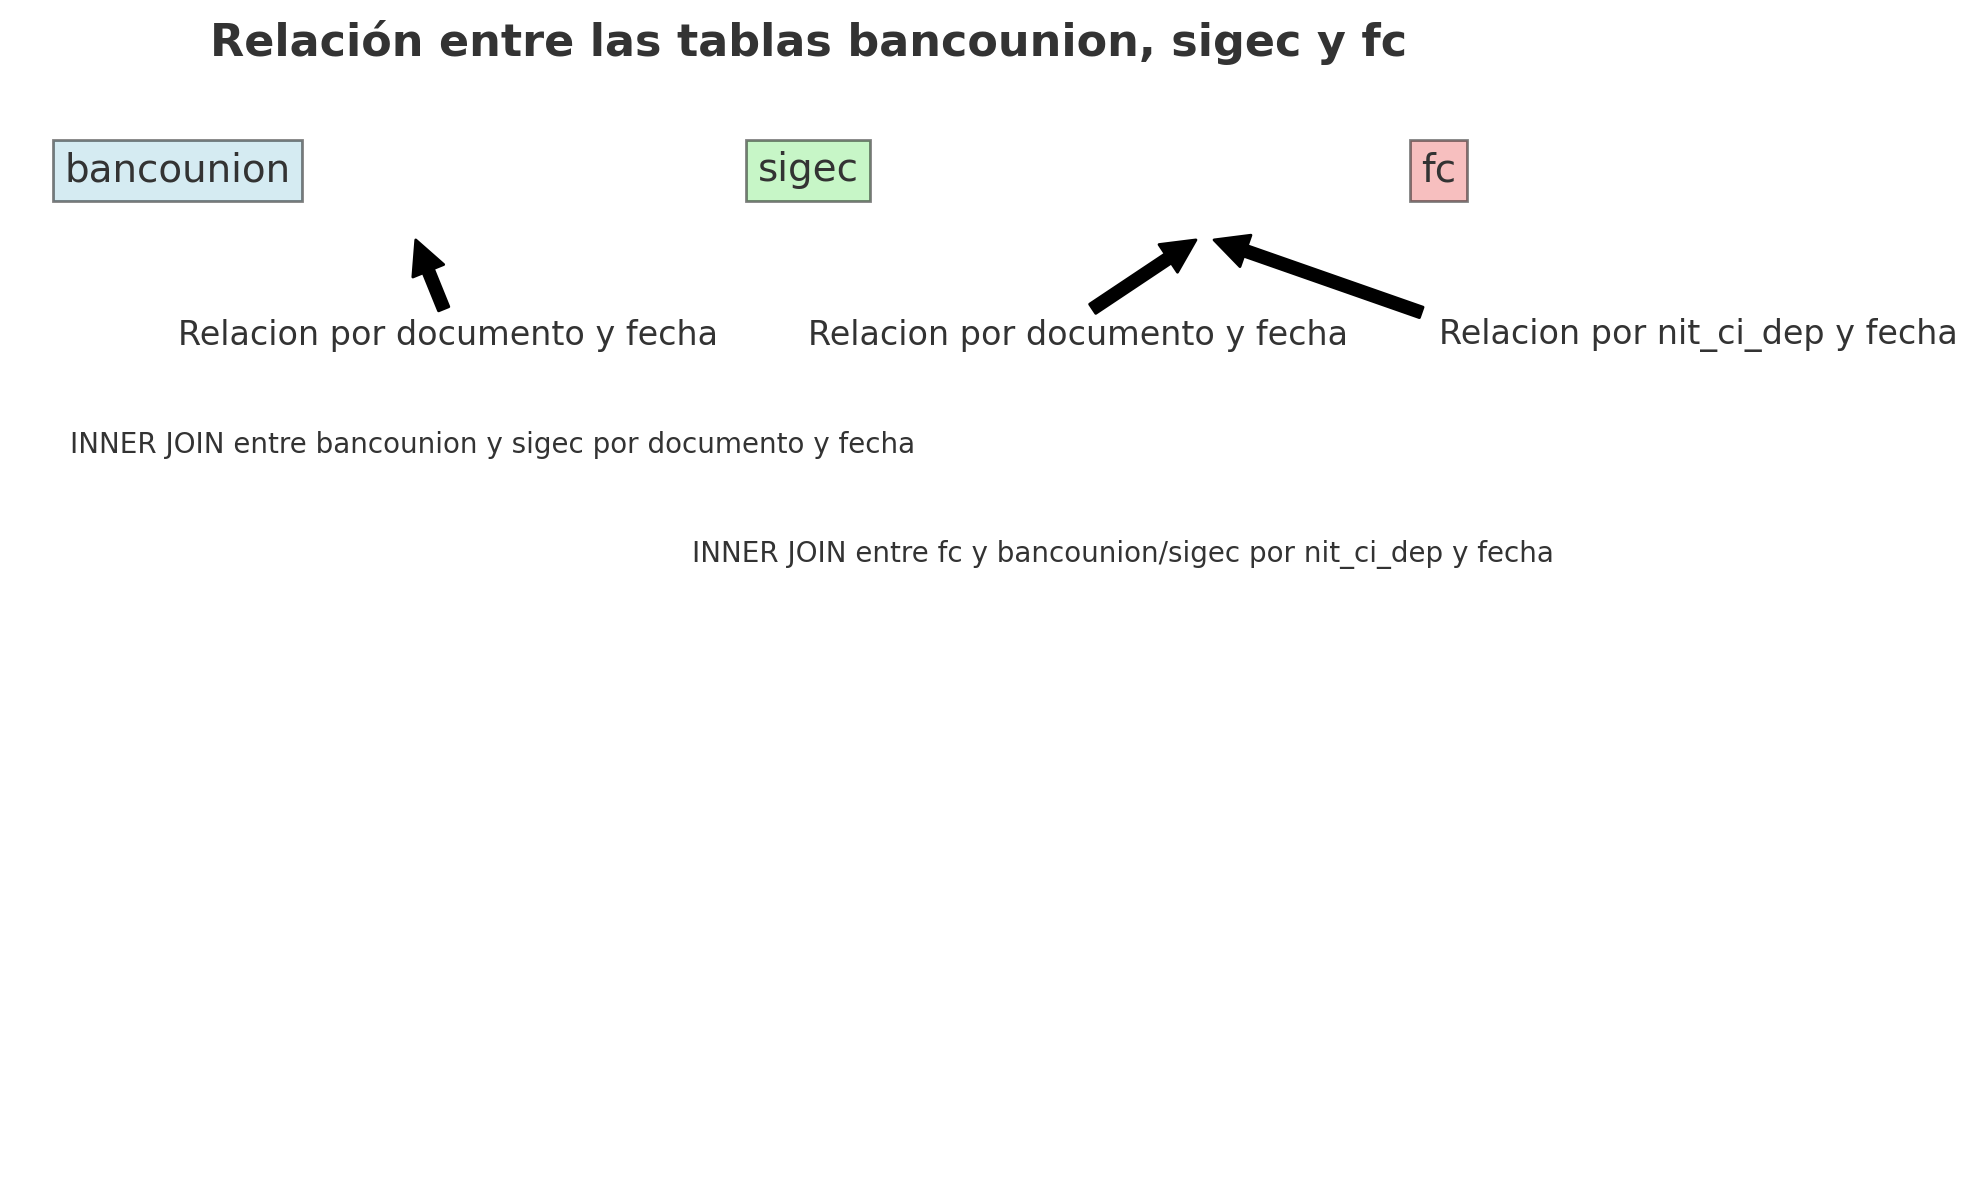 Relación entre las tablas bancounion, sigec y fc
bancounion
sigec
fc
Relacion por documento y fecha
Relacion por documento y fecha
Relacion por nit_ci_dep y fecha
INNER JOIN entre bancounion y sigec por documento y fecha
INNER JOIN entre fc y bancounion/sigec por nit_ci_dep y fecha